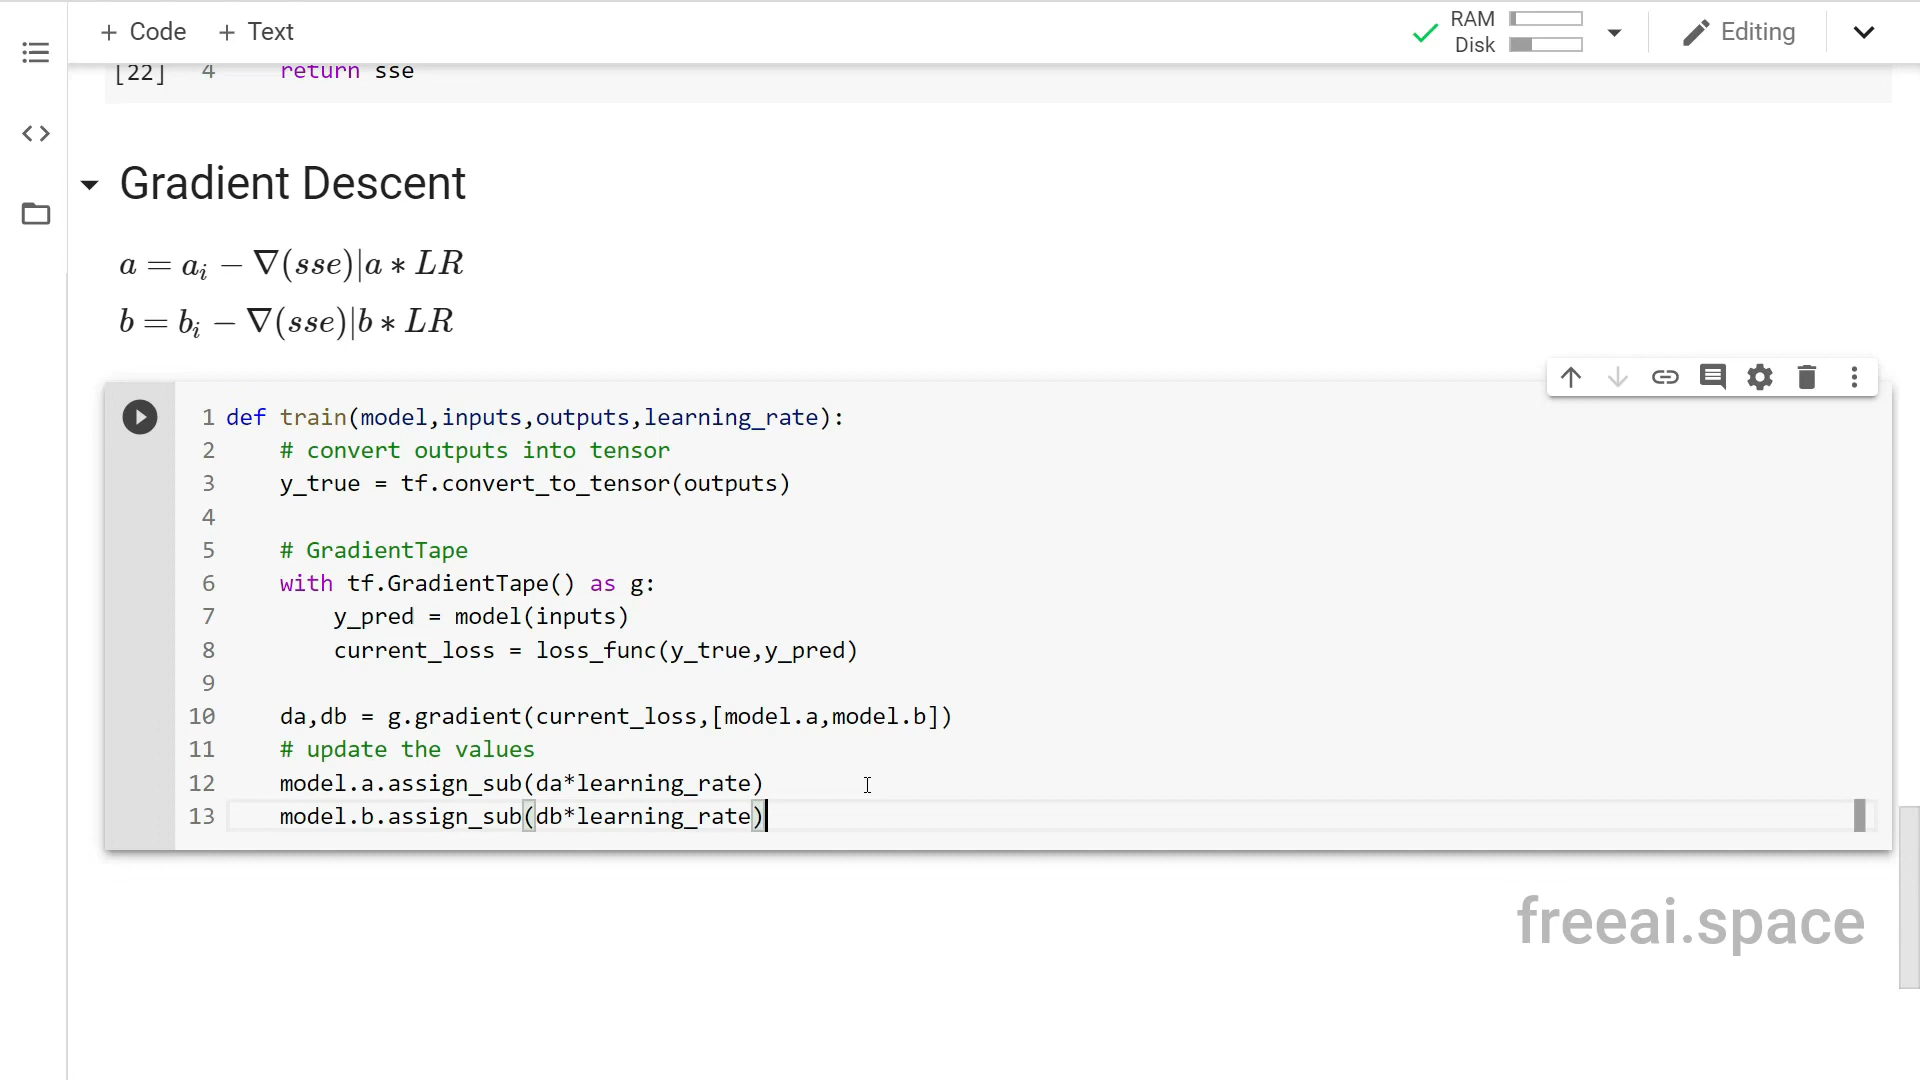 + Code + Text
RAM
Disk
Editing
[22] 4 return sse
Gradient Descent
a = aᵢ − ∇(sse)|a ∗ LR
b = bᵢ − ∇(sse)|b ∗ LR
1 def train(model,inputs,outputs,learning_rate):
2     # convert outputs into tensor
3     y_true = tf.convert_to_tensor(outputs)
4
5     # GradientTape
6     with tf.GradientTape() as g:
7         y_pred = model(inputs)
8         current_loss = loss_func(y_true,y_pred)
9
10     da,db = g.gradient(current_loss,[model.a,model.b])
11     # update the values
12     model.a.assign_sub(da*learning_rate)
13     model.b.assign_sub(db*learning_rate)
freeai.space